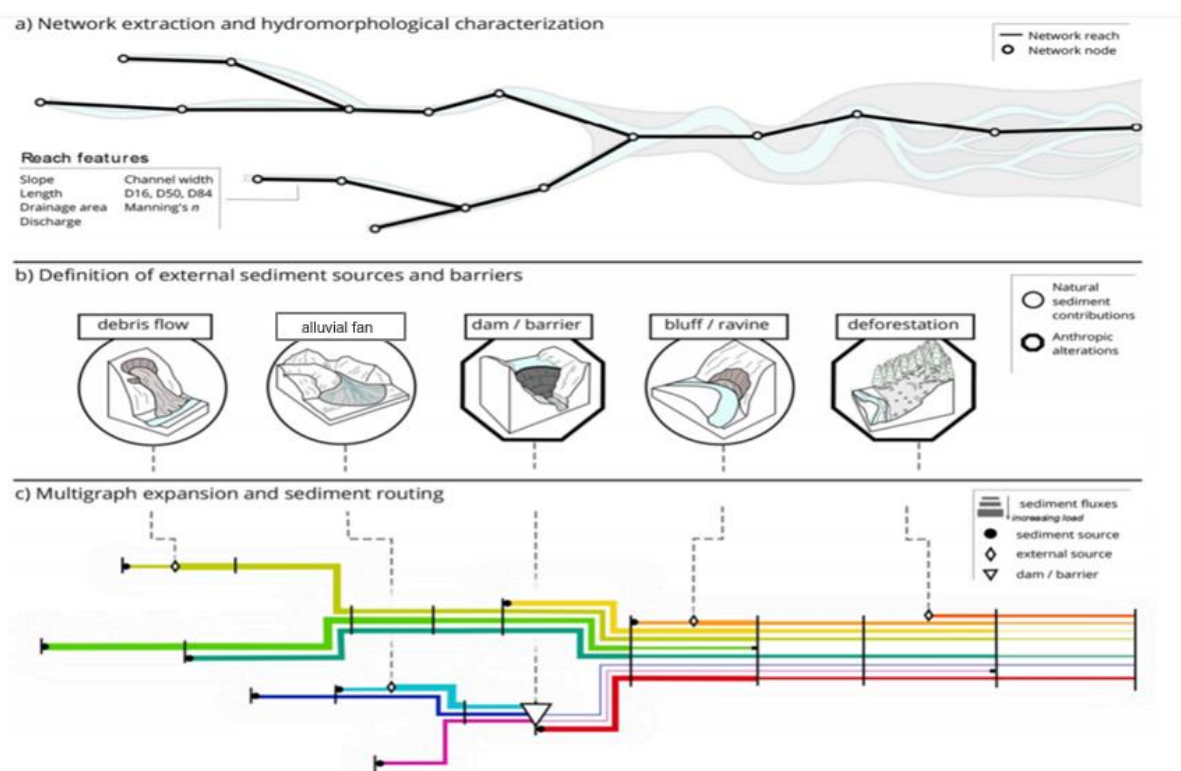 a) Network extraction and hydromorphological characterization
Network reach
Network node
Reach features
Slope
Length
Drainage area
Discharge
Channel width
D16, D50, D84
Manning's n
b) Definition of external sediment sources and barriers
Natural
sediment
contributions
Anthropic
alterations
debris flow
alluvial fan
dam / barrier
bluff / ravine
deforestation
c) Multigraph expansion and sediment routing
sediment fluxes
increasing load
sediment source
external source
dam / barrier